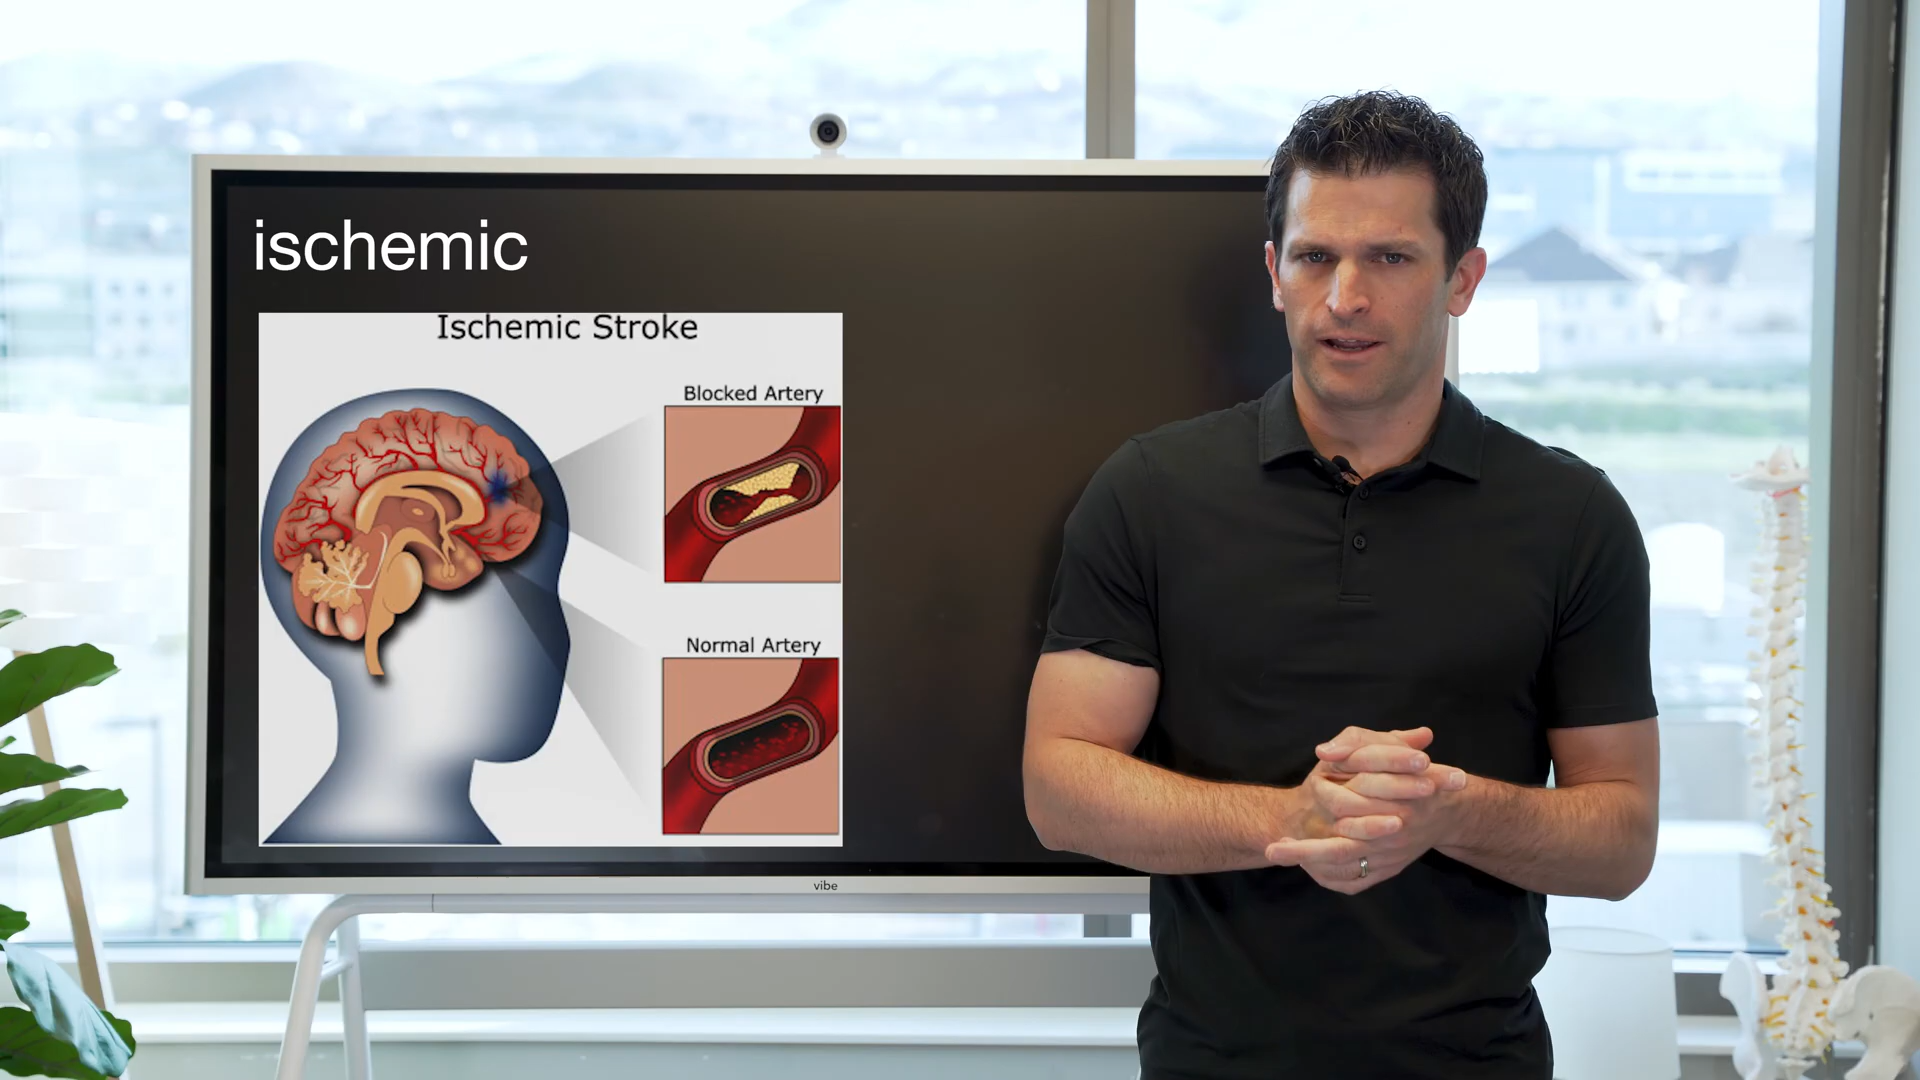 ischemic
Ischemic Stroke
Blocked Artery
Normal Artery
vibe